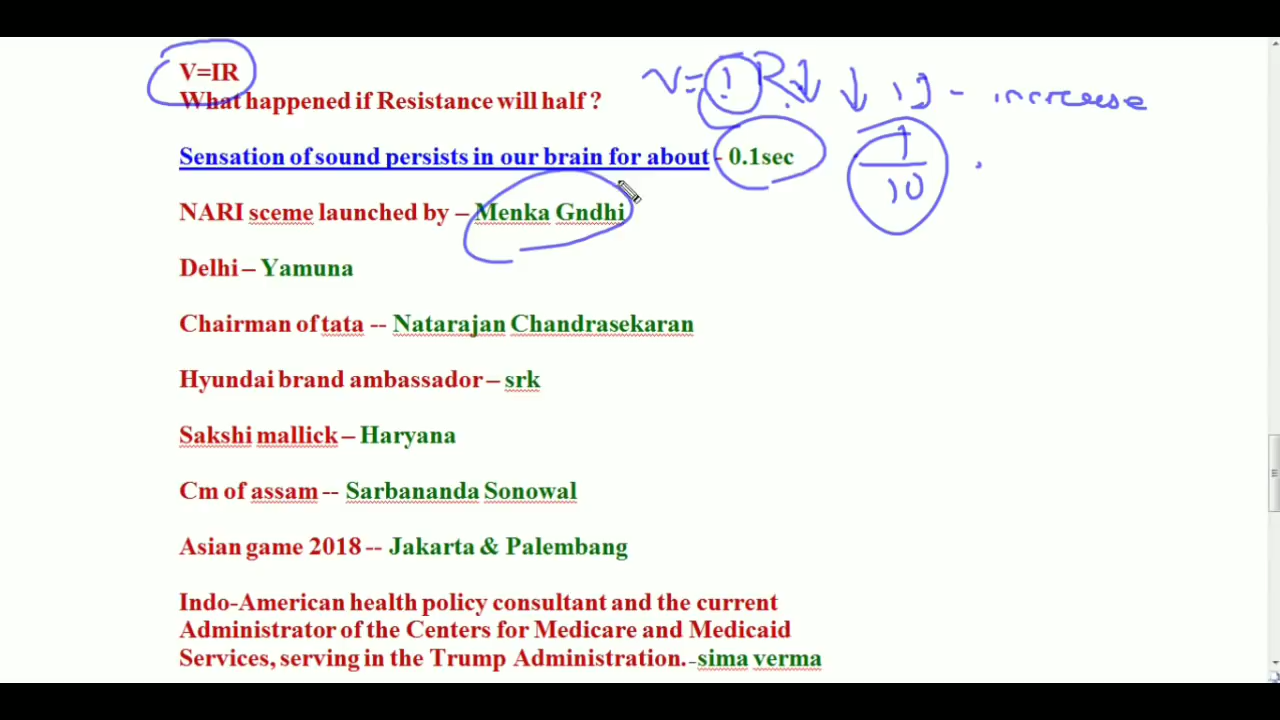 V=IR
V= I R↓ ↓ - increase
What happened if Resistance will half ?
Sensation of sound persists in our brain for about - 0.1sec
1
10
NARI sceme launched by – Menka Gndhi
Delhi – Yamuna
Chairman of tata -- Natarajan Chandrasekaran
Hyundai brand ambassador – srk
Sakshi mallick – Haryana
Cm of assam -- Sarbananda Sonowal
Asian game 2018 -- Jakarta & Palembang
Indo-American health policy consultant and the current
Administrator of the Centers for Medicare and Medicaid
Services, serving in the Trump Administration. -sima verma